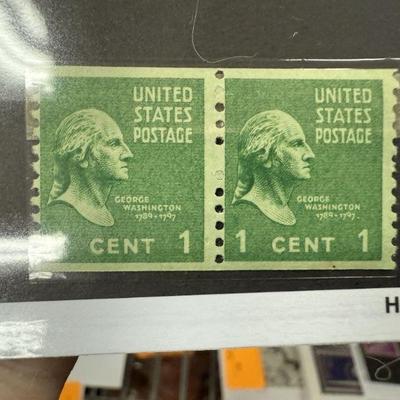 UNITED
STATES
POSTAGE
GEORGE
WASHINGTON
1789-1797
CENT 1
UNITED
STATES
POSTAGE
GEORGE
WASHINGTON
1789-1797
1 CENT 1
H